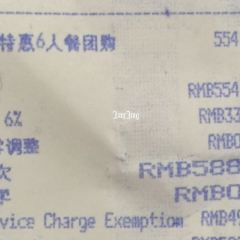 特惠6人餐团购 554
RMB554
6% RMB33
调整 RMB0
次 RMB588
RMB0
vice Charge Exemption RMB49